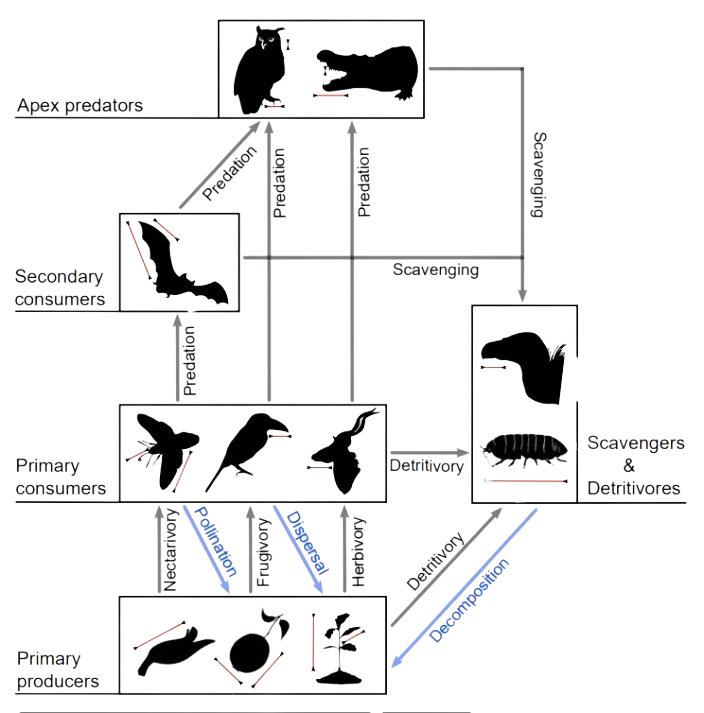 Apex predators
Scavenging
Predation
Predation
Predation
Secondary
consumers
Scavenging
Predation
Primary
consumers
Detritivory
Scavengers
&
Detritivores
Nectarivory
Pollination
Frugivory
Dispersal
Herbivory
Detritivory
Decomposition
Primary
producers